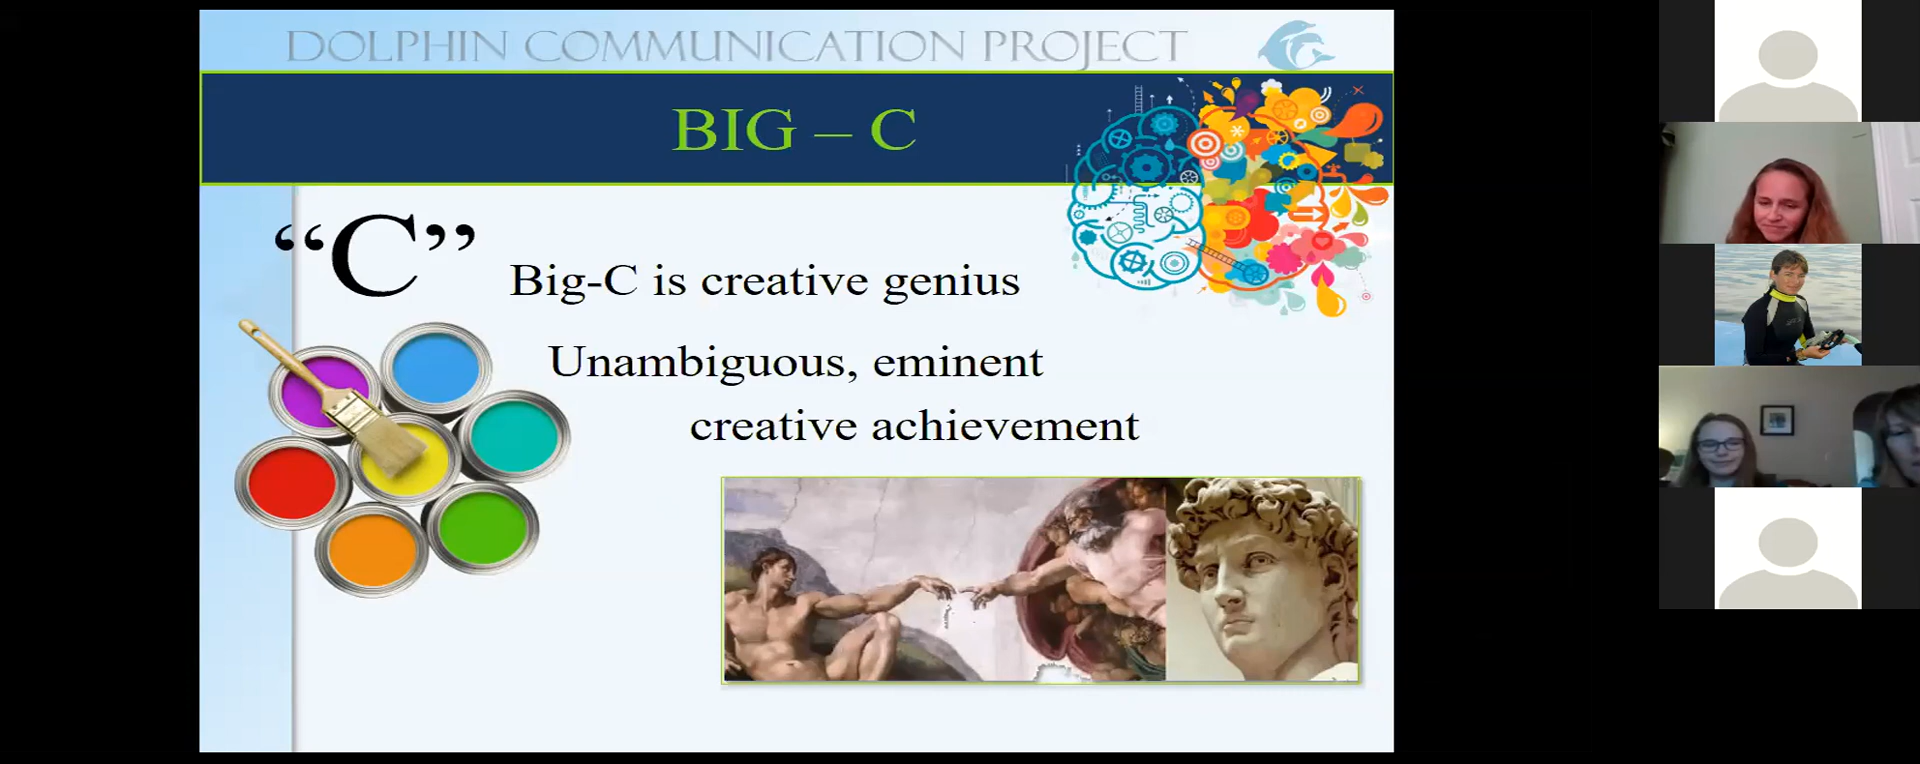 DOLPHIN COMMUNICATION PROJECT
BIG – C
“C”
Big-C is creative genius
Unambiguous, eminent
creative achievement